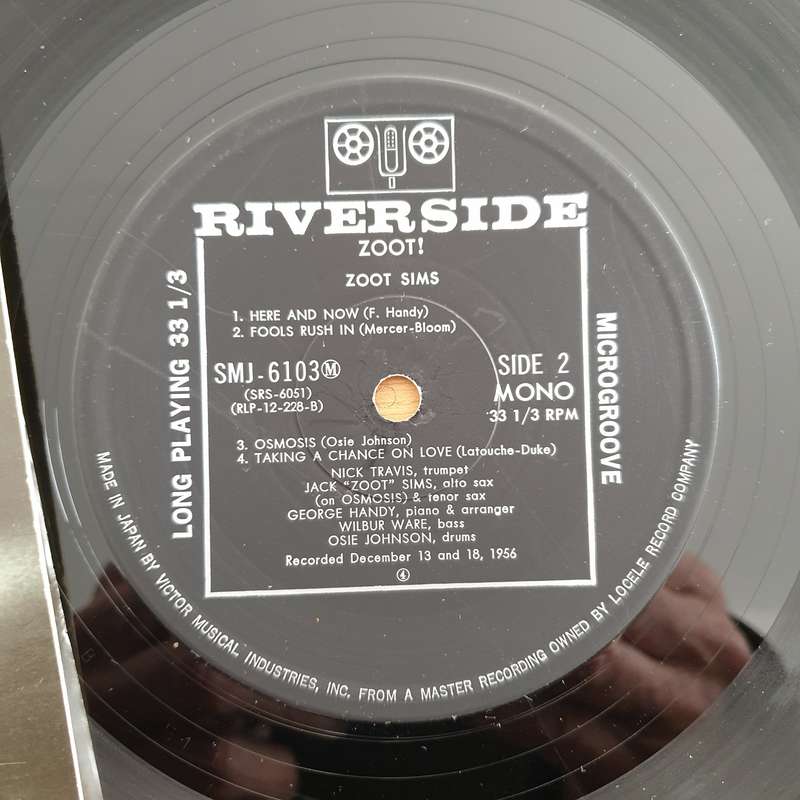 RIVERSIDE
ZOOT!
ZOOT SIMS
1. HERE AND NOW (F. Handy)
2. FOOLS RUSH IN (Mercer-Bloom)
SMJ-6103Ⓜ
(SRS-6051)
(RLP-12-228-B)
SIDE 2
MONO
33 1/3 RPM
3. OSMOSIS (Osie Johnson)
4. TAKING A CHANCE ON LOVE (Latouche-Duke)
NICK TRAVIS, trumpet
JACK "ZOOT" SIMS, alto sax
(on OSMOSIS) & tenor sax
GEORGE HANDY, piano & arranger
WILBUR WARE, bass
OSIE JOHNSON, drums
Recorded December 13 and 18, 1956
④
LONG PLAYING 33 1/3
MICROGROOVE
MADE IN JAPAN BY VICTOR MUSICAL INDUSTRIES, INC. FROM A MASTER RECORDING OWNED BY LOCELE RECORD COMPANY